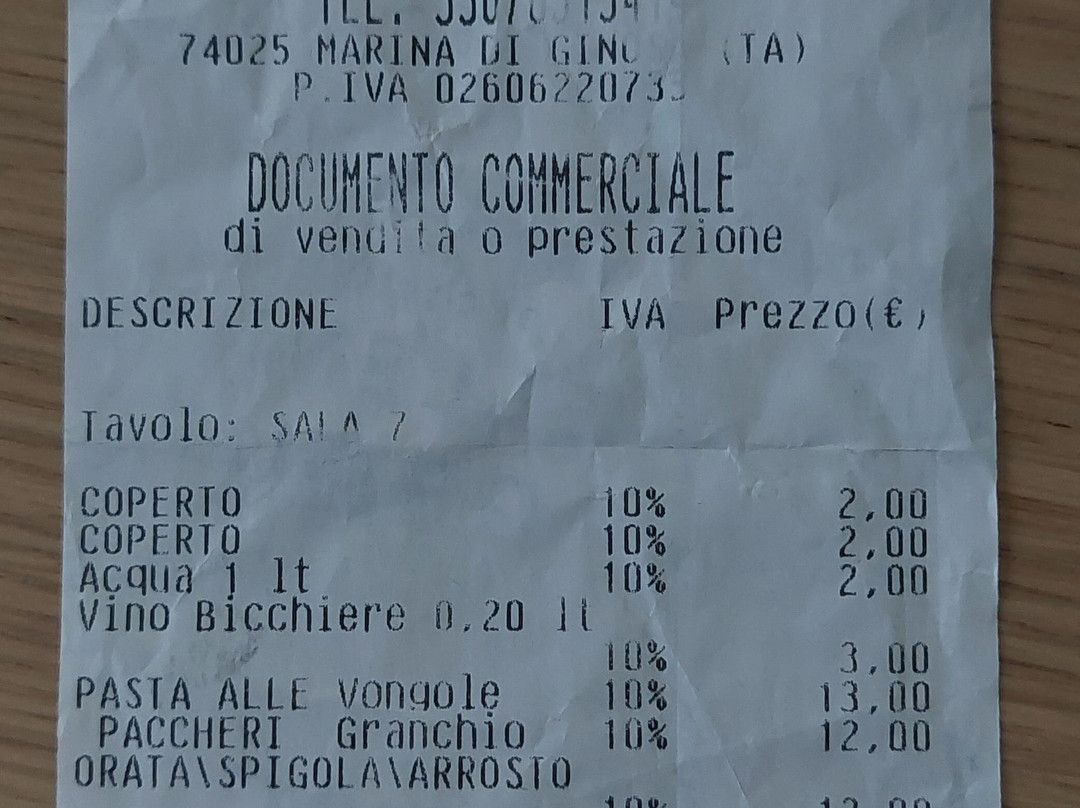 74025 MARINA DI (TA)
P.IVA
DOCUMENTO COMMERCIALE
di vendita o prestazione
DESCRIZIONE IVA Prezzo(€)
Tavolo: SALA 7
COPERTO 10% 2,00
COPERTO 10% 2,00
Acqua 1 lt 10% 2,00
Vino Bicchiere 0.20 lt
10% 3,00
PASTA ALLE Vongole 10% 13,00
PACCHERI Granchio 10% 12,00
ORATA\SPIGOLA\ARROSTO
10%